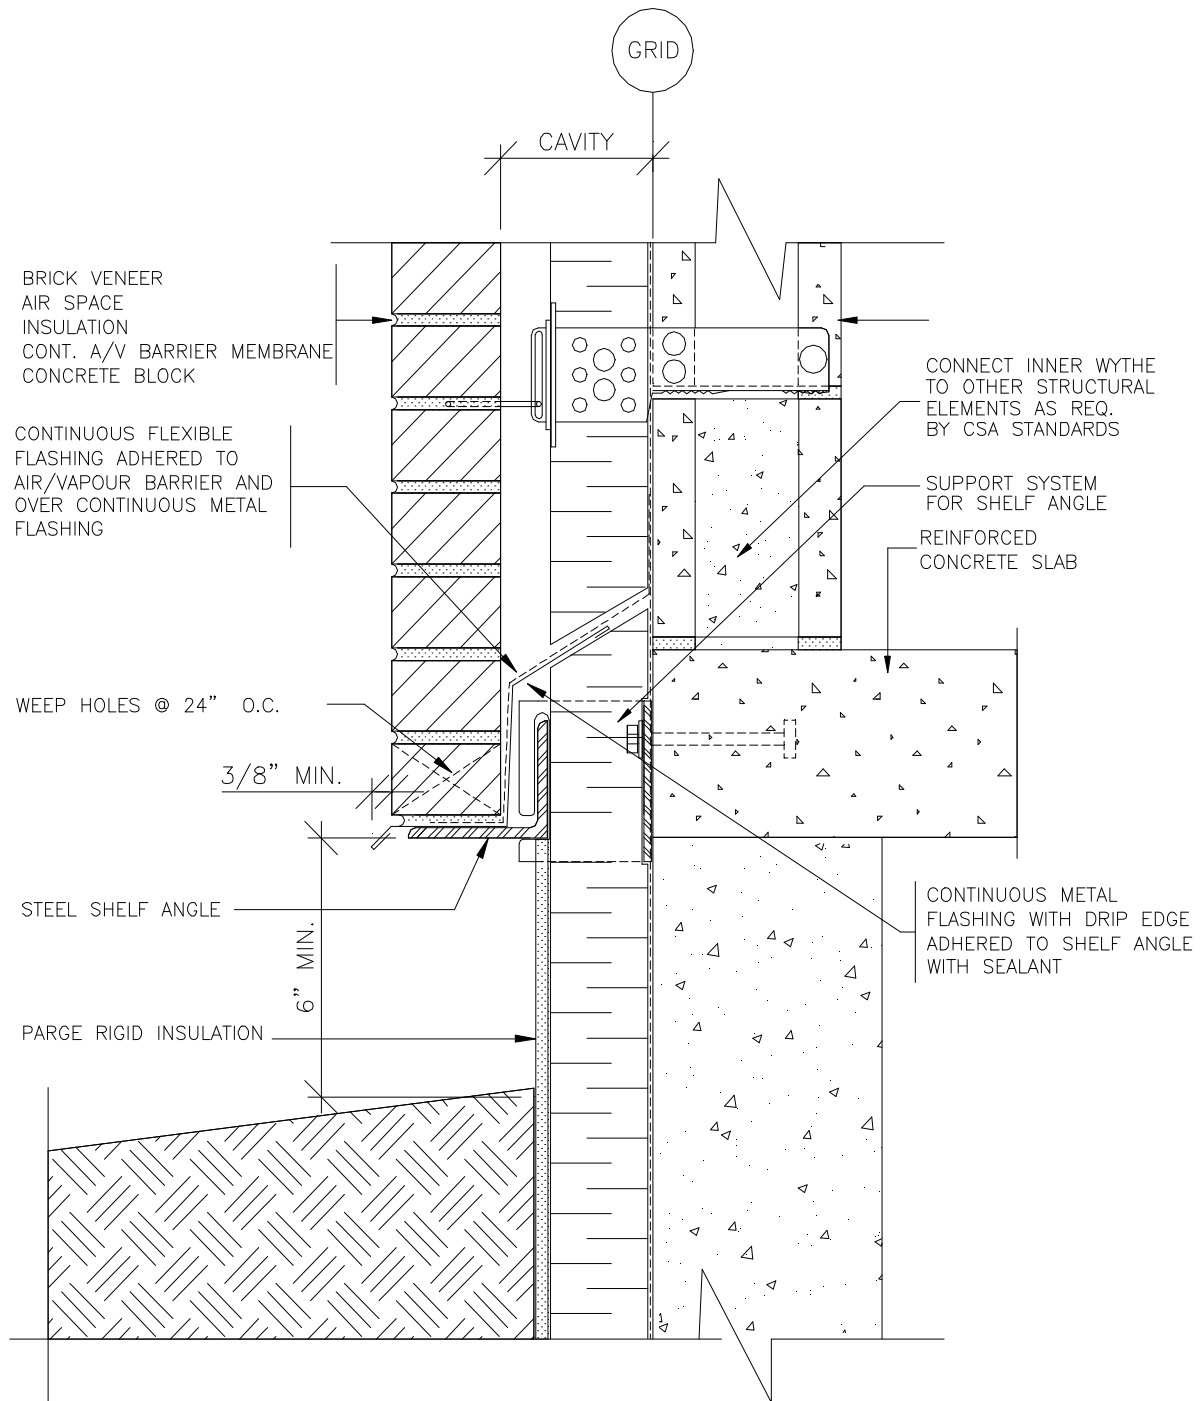 GRID
CAVITY
BRICK VENEER
AIR SPACE
INSULATION
CONT. A/V BARRIER MEMBRANE
CONCRETE BLOCK
CONNECT INNER WYTHE
TO OTHER STRUCTURAL
ELEMENTS AS REQ.
BY CSA STANDARDS
CONTINUOUS FLEXIBLE
FLASHING ADHERED TO
AIR/VAPOUR BARRIER AND
OVER CONTINUOUS METAL
FLASHING
SUPPORT SYSTEM
FOR SHELF ANGLE
REINFORCED
CONCRETE SLAB
WEEP HOLES @ 24" O.C.
3/8" MIN.
STEEL SHELF ANGLE
6" MIN.
CONTINUOUS METAL
FLASHING WITH DRIP EDGE
ADHERED TO SHELF ANGLE
WITH SEALANT
PARGE RIGID INSULATION